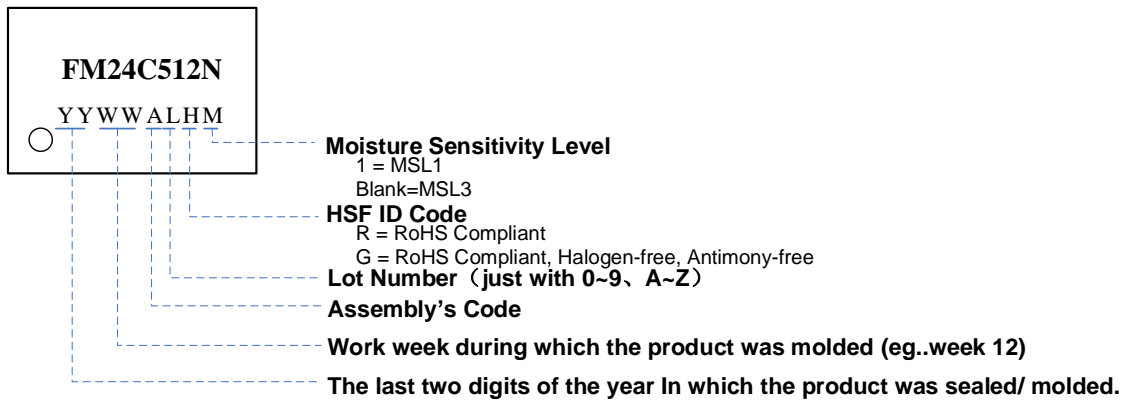 FM24C512N
YYWWALHM
Moisture Sensitivity Level
1 = MSL1
Blank=MSL3
HSF ID Code
R = RoHS Compliant
G = RoHS Compliant, Halogen-free, Antimony-free
Lot Number（just with 0~9、A~Z）
Assembly's Code
Work week during which the product was molded (eg..week 12)
The last two digits of the year In which the product was sealed/ molded.